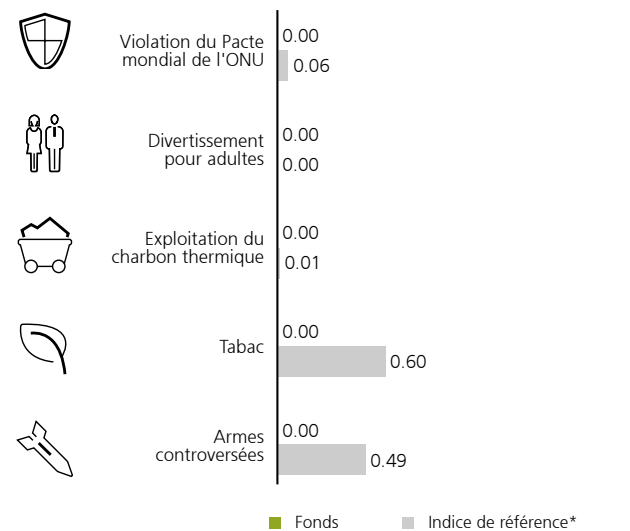 0.00
Violation du Pacte
mondial de l'ONU
0.06
0.00
Divertissement
pour adultes
0.00
0.00
Exploitation du
charbon thermique
0.01
0.00
Tabac
0.60
0.00
Armes
controversées
0.49
Fonds Indice de référence*